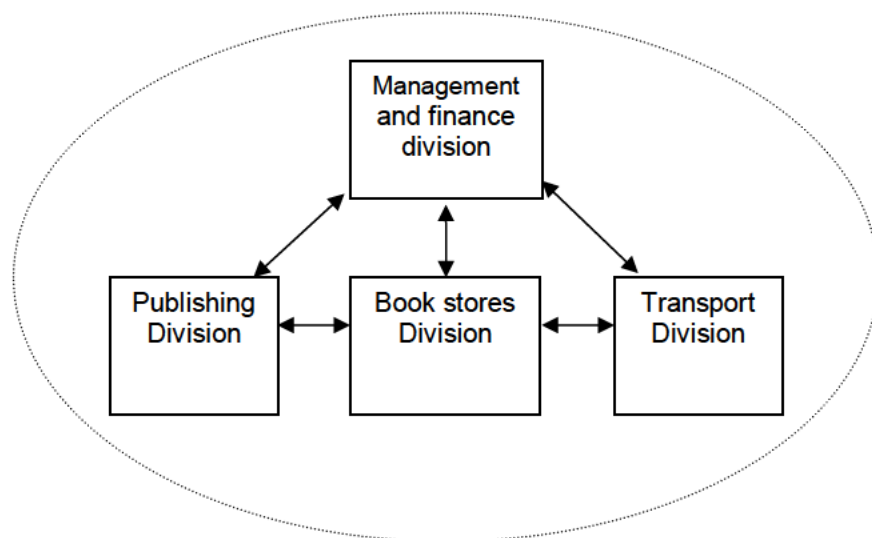 Management
and finance
division
Publishing
Division
Book stores
Division
Transport
Division